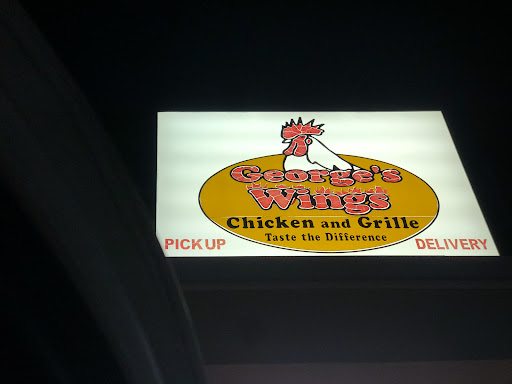 George's
Wings
Chicken and Grille
Taste the Difference
PICK UP DELIVERY